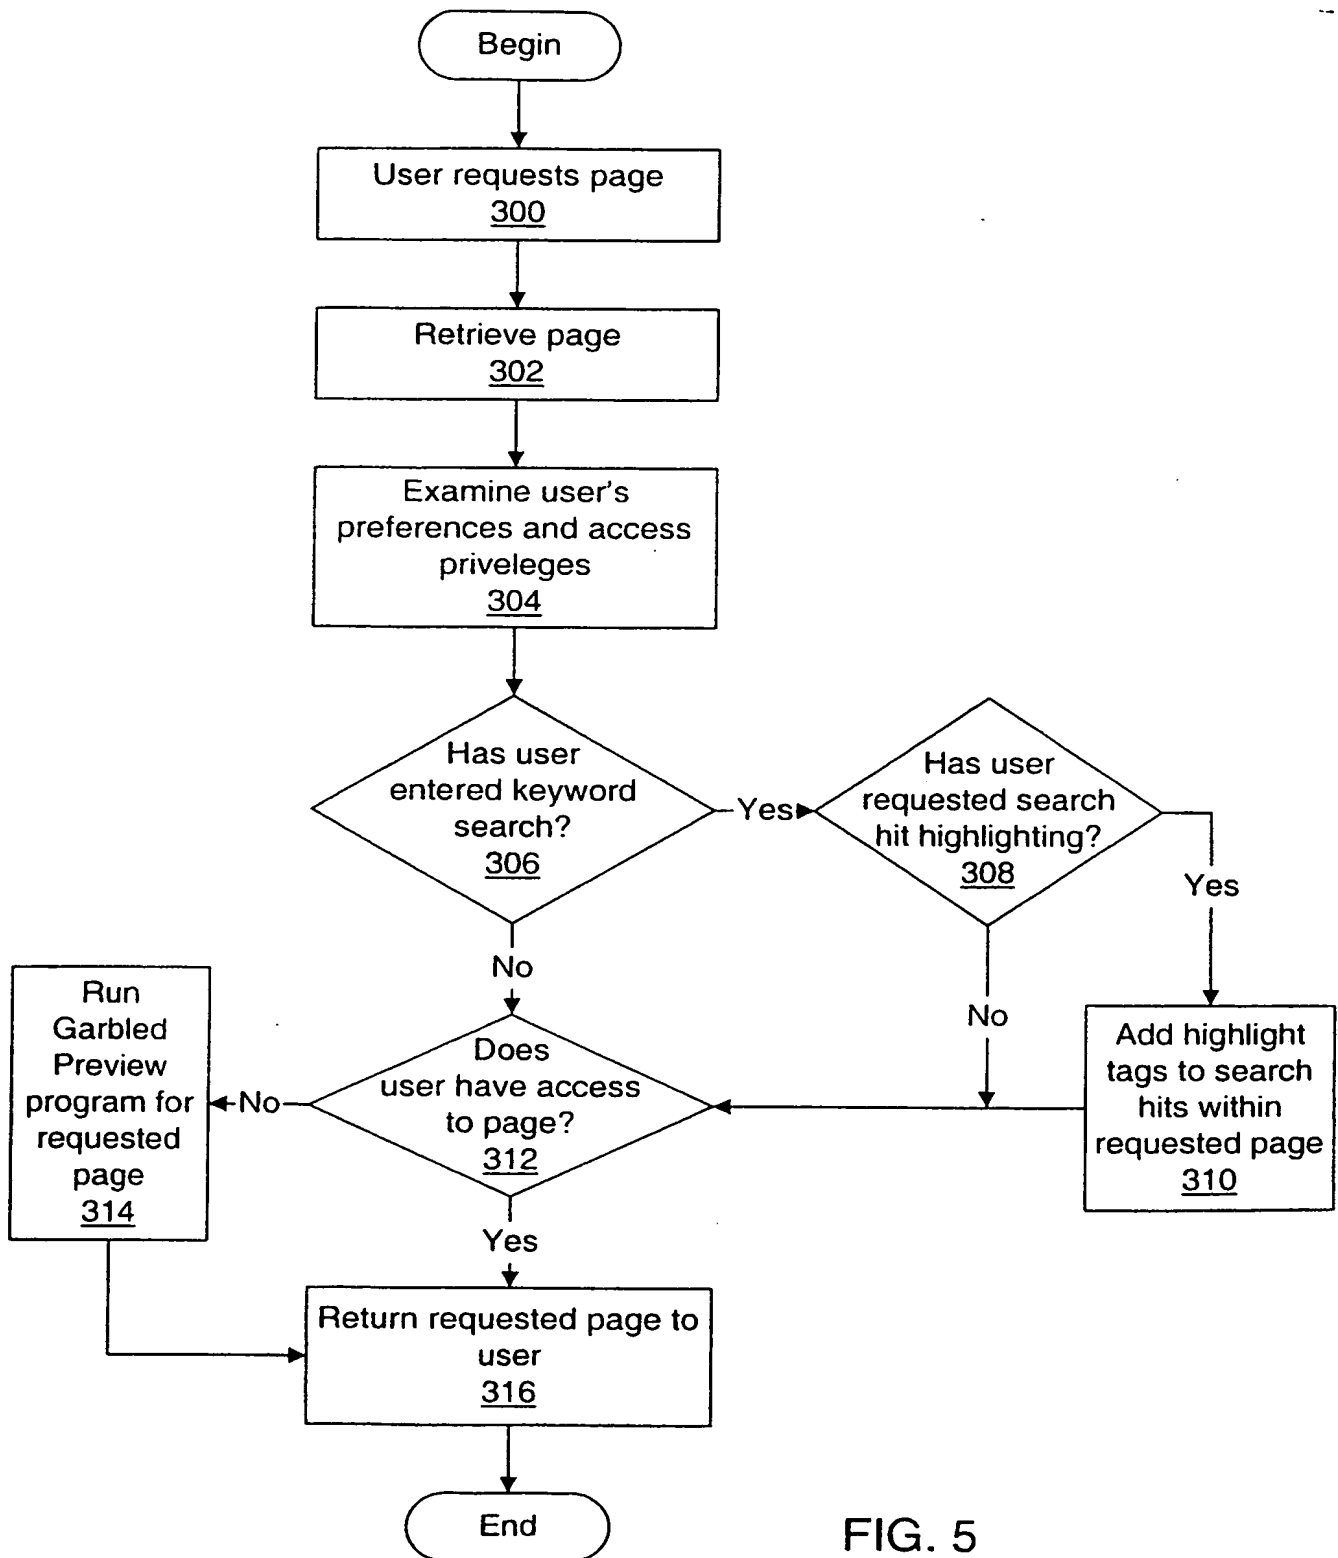 Begin
User requests page
300
Retrieve page
302
Examine user's
preferences and access
priveleges
304
Has user
entered keyword
search?
306
Yes
Has user
requested search
hit highlighting?
308
Yes
No
No
Add highlight
tags to search
hits within
requested page
310
Does
user have access
to page?
312
No
Run
Garbled
Preview
program for
requested
page
314
Yes
Return requested page to
user
316
End
FIG. 5